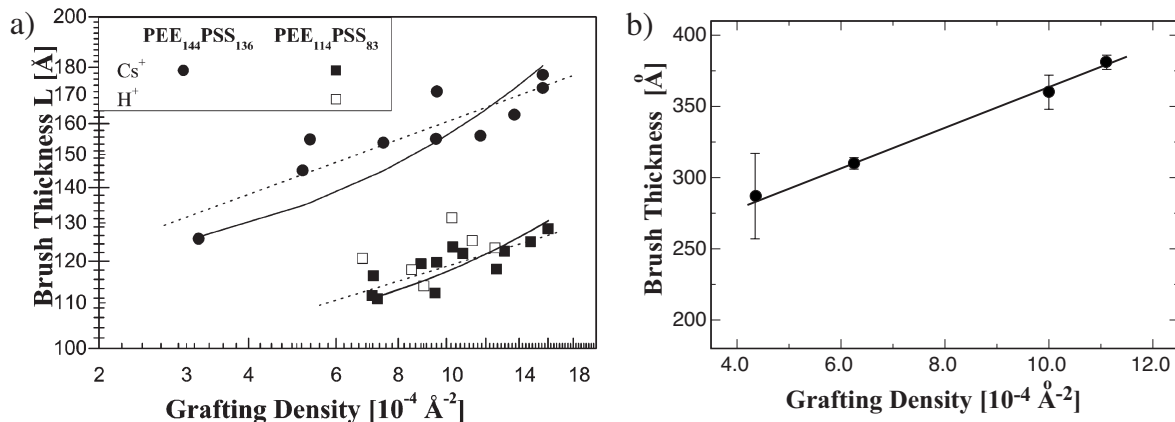 a)
PEE₁₄₄PSS₁₃₆ PEE₁₁₄PSS₈₃
Cs⁺
H⁺
Brush Thickness L [Å]
200
180
170
160
150
140
130
120
110
100
2 3 4 6 8 10 12 14 18
Grafting Density [10⁻⁴ Å⁻²]
b)
Brush Thickness [Å]
400
350
300
250
200
4.0 6.0 8.0 10.0 12.0
Grafting Density [10⁻⁴ Å⁻²]